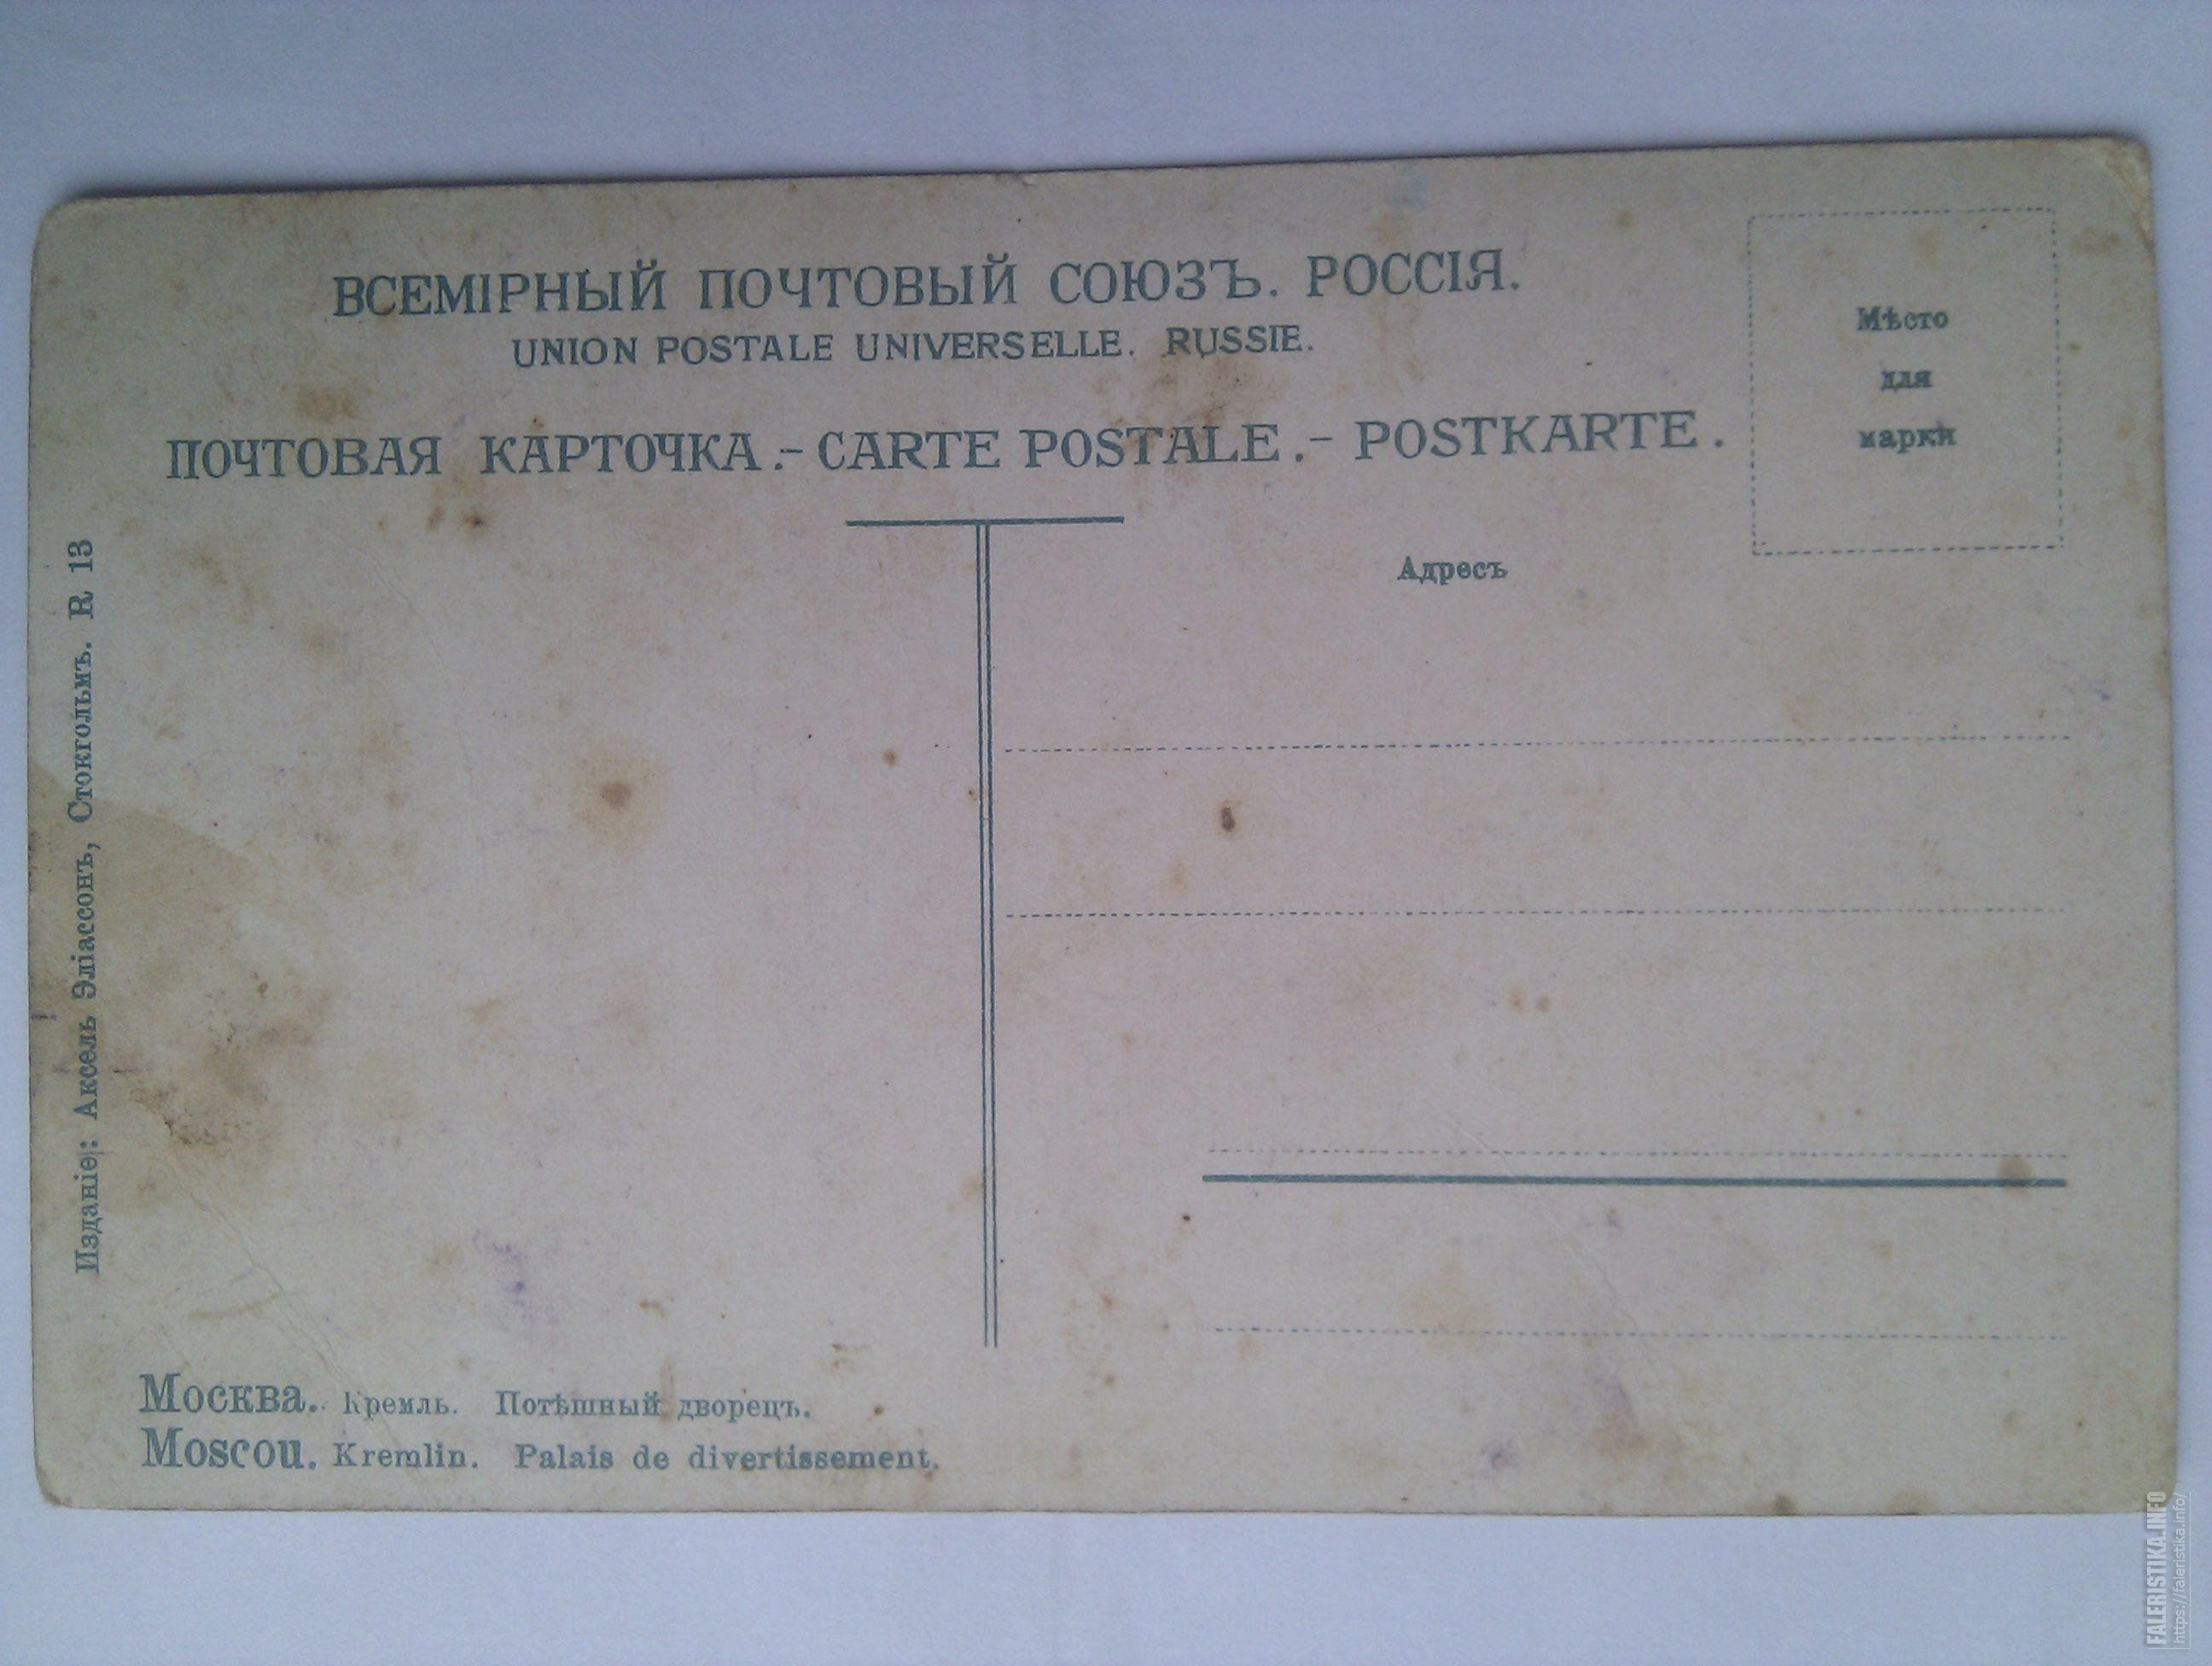 ВСЕМІРНЫЙ ПОЧТОВЫЙ СОЮЗЪ. РОССІЯ.
UNION POSTALE UNIVERSELLE. RUSSIE.
ПОЧТОВАЯ КАРТОЧКА.-CARTE POSTALE.- POSTKARTE.
Мѣсто
для
марки
Адресъ
Изданіе: Аксель Эліассонъ, Стокгольмъ. R 13
Москва. Кремль. Потѣшный дворецъ.
Moscou. Kremlin. Palais de divertissement.
FALERISTIKA.INFO
https://faleristika.info/